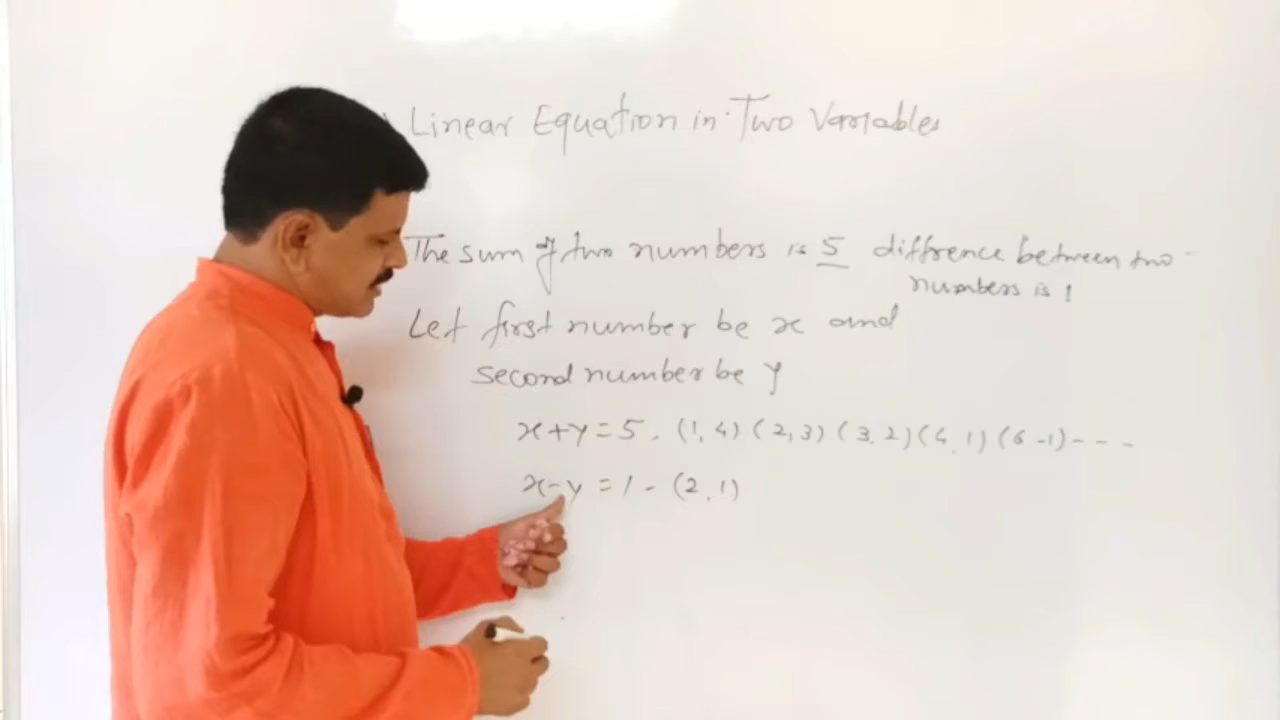 Linear Equation in Two Variables
The sum of two numbers is 5 diffrence between two
numbers is 1
Let first number be x and
second number be y
x+y=5. (1,4) (2,3) (3,2) (4,1) (6 -1) - - -
x-y=1 - (2,1)